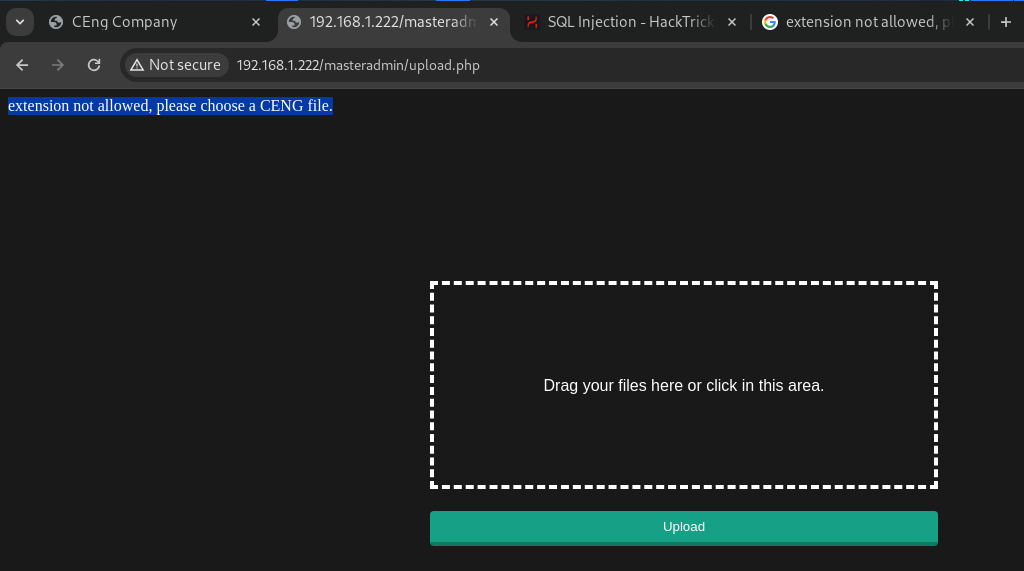 CEng Company
192.168.1.222/masteradm
SQL Injection - HackTrick
extension not allowed, p
Not secure
192.168.1.222/masteradmin/upload.php
extension not allowed, please choose a CENG file.
Drag your files here or click in this area.
Upload